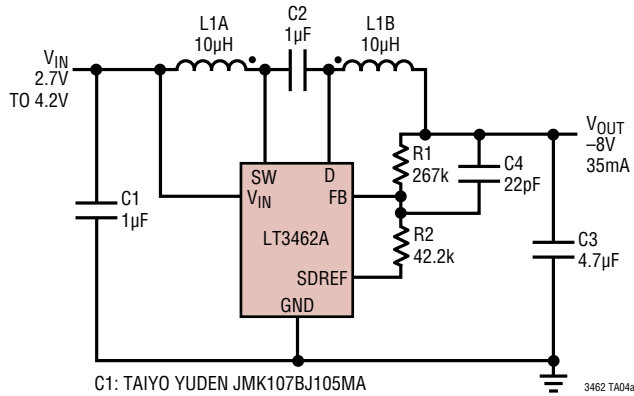 L1A
10µH
C2
1µF
L1B
10µH
VIN
2.7V
TO 4.2V
VOUT
–8V
35mA
C1
1µF
SW
D
VIN
FB
LT3462A
SDREF
GND
R1
267k
C4
22pF
R2
42.2k
C3
4.7µF
C1: TAIYO YUDEN JMK107BJ105MA
3462 TA04a